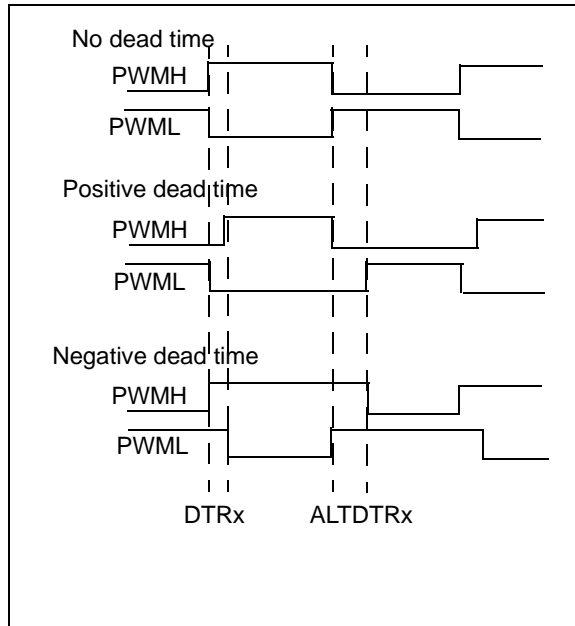 No dead time
PWMH
PWML
Positive dead time
PWMH
PWML
Negative dead time
PWMH
PWML
DTRx ALTDTRx